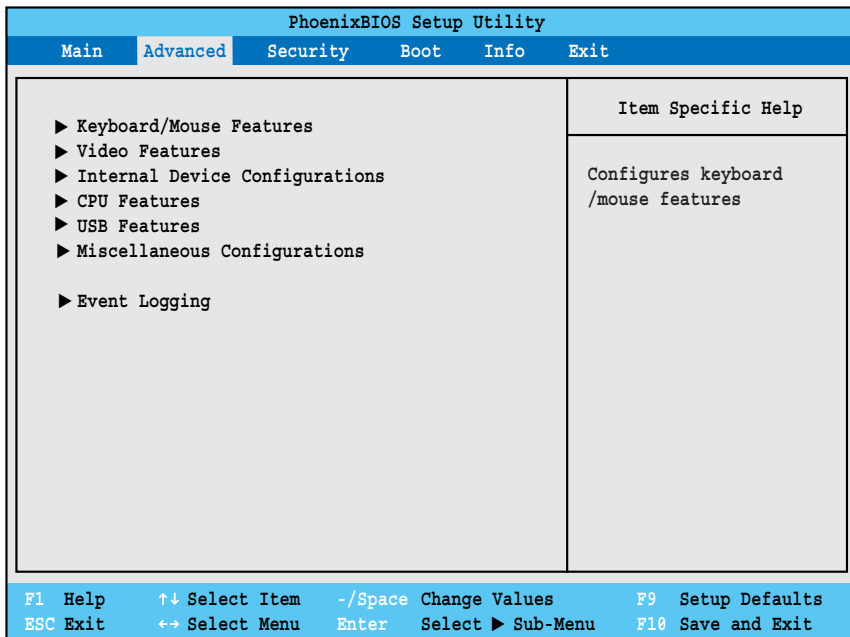 PhoenixBIOS Setup Utility
Main Advanced Security Boot Info Exit
Item Specific Help
▶ Keyboard/Mouse Features
▶ Video Features
▶ Internal Device Configurations
▶ CPU Features
▶ USB Features
▶ Miscellaneous Configurations
▶ Event Logging
Configures keyboard
/mouse features
F1 Help ↑↓ Select Item -/Space Change Values F9 Setup Defaults
ESC Exit ←→ Select Menu Enter Select ▶ Sub-Menu F10 Save and Exit